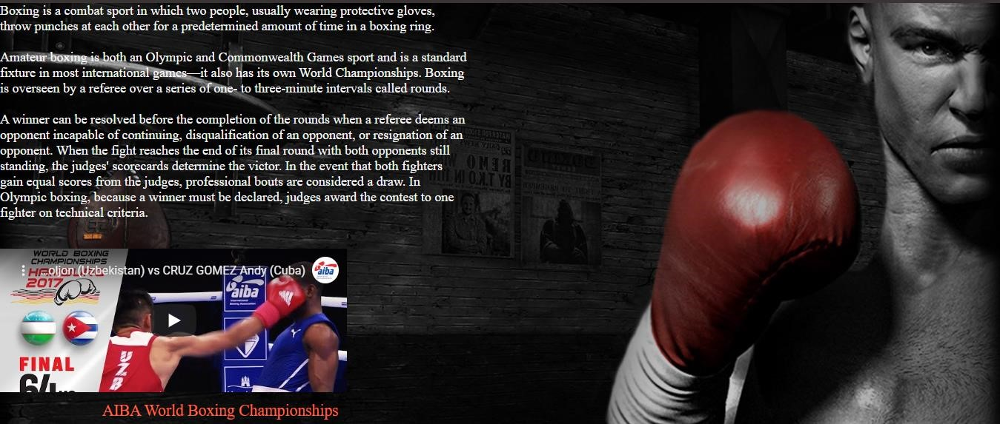 Boxing is a combat sport in which two people, usually wearing protective gloves,
throw punches at each other for a predetermined amount of time in a boxing ring.
Amateur boxing is both an Olympic and Commonwealth Games sport and is a standard
fixture in most international games—it also has its own World Championships. Boxing
is overseen by a referee over a series of one- to three-minute intervals called rounds.
A winner can be resolved before the completion of the rounds when a referee deems an
opponent incapable of continuing, disqualification of an opponent, or resignation of an
opponent. When the fight reaches the end of its final round with both opponents still
standing, the judges' scorecards determine the victor. In the event that both fighters
gain equal scores from the judges, professional bouts are considered a draw. In
Olympic boxing, because a winner must be declared, judges award the contest to one
fighter on technical criteria.
WORLD BOXING
CHAMPIONSHIPS
2017
...oljon (Uzbekistan) vs CRUZ GOMEZ Andy (Cuba)
aiba
aiba
UZB
FINAL
64
AIBA World Boxing Championships